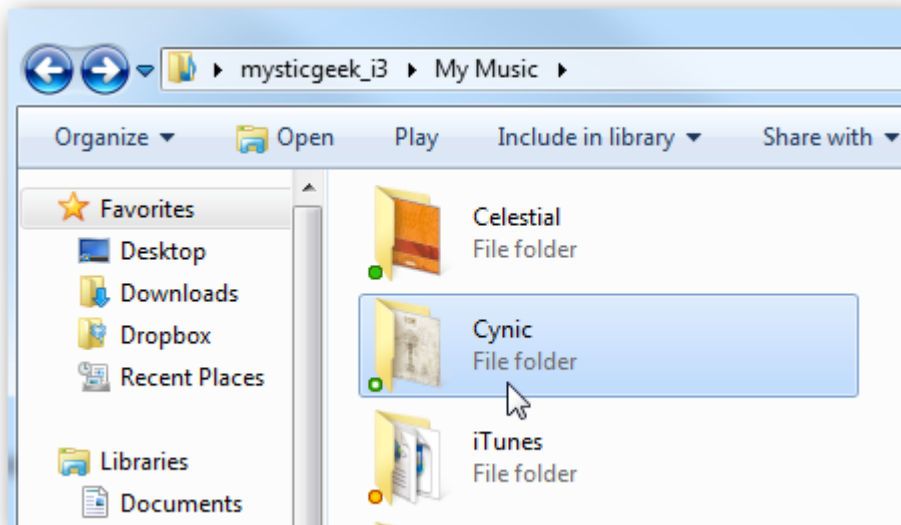 mysticgeek_i3 My Music
Organize Open Play Include in library Share with
Favorites
Desktop
Downloads
Dropbox
Recent Places
Libraries
Documents
Celestial
File folder
Cynic
File folder
iTunes
File folder